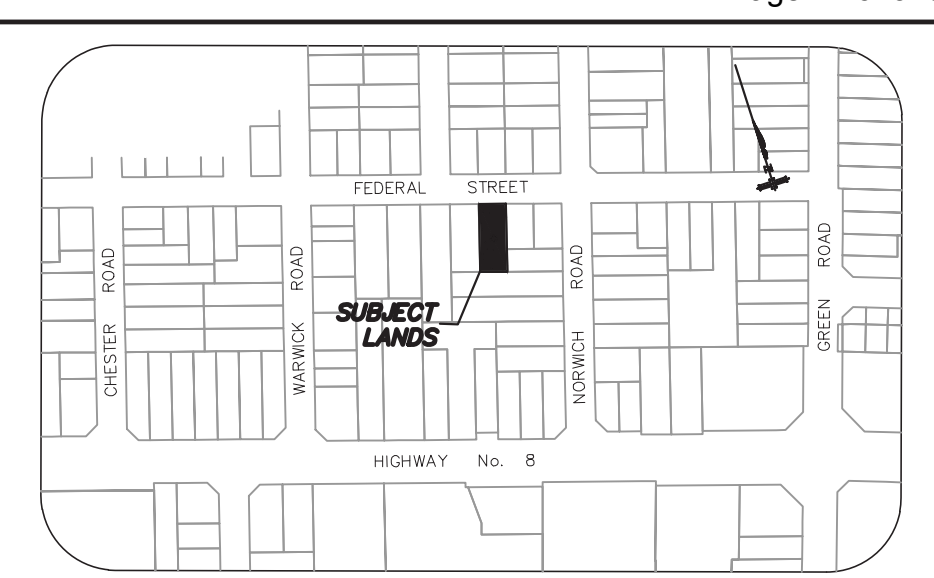 FEDERAL STREET
CHESTER ROAD
WARWICK ROAD
SUBJECT
LANDS
NORWICH ROAD
GREEN ROAD
HIGHWAY No. 8